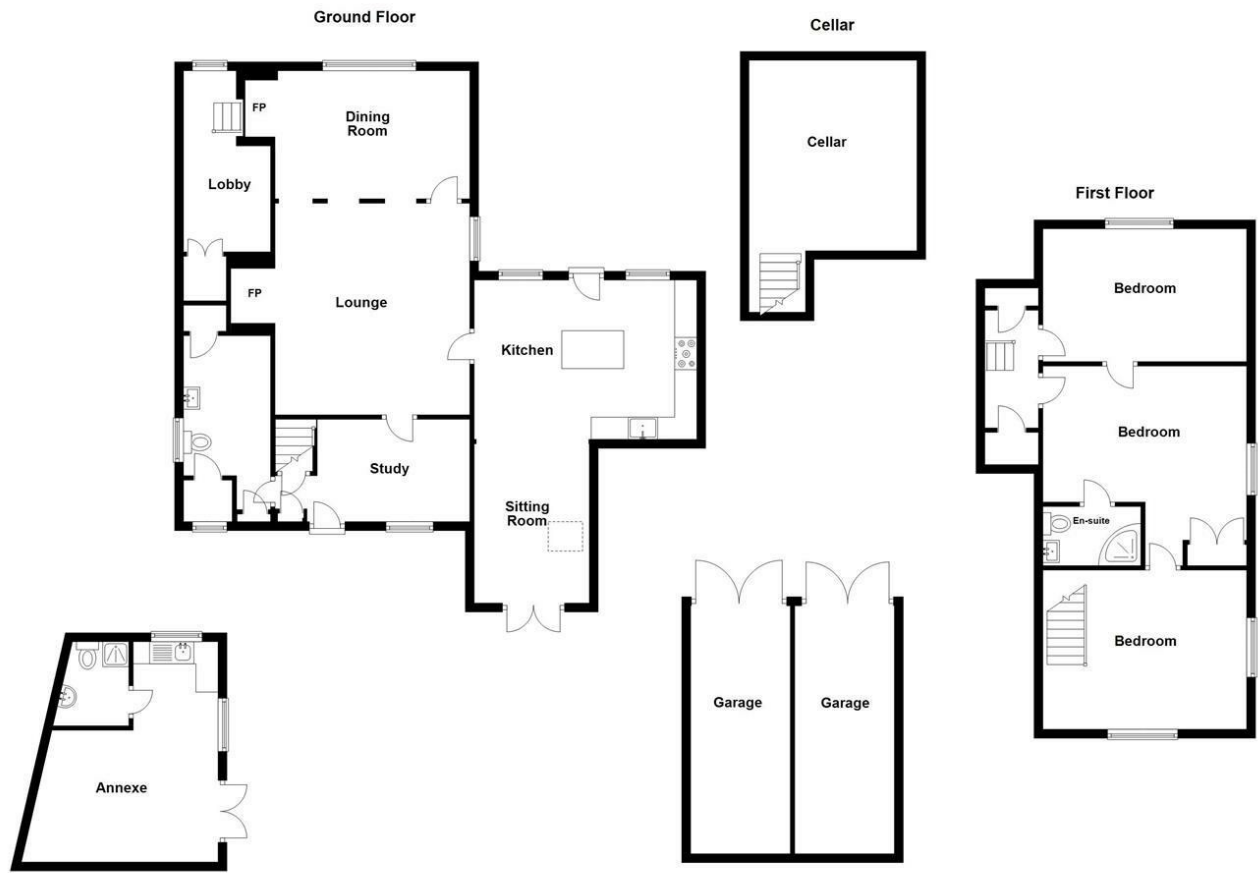 Ground Floor
FP
Dining
Room
Lobby
FP
Lounge
Kitchen
Study
Sitting
Room
Cellar
Cellar
First Floor
Bedroom
Bedroom
En-suite
Bedroom
Garage
Garage
Annexe